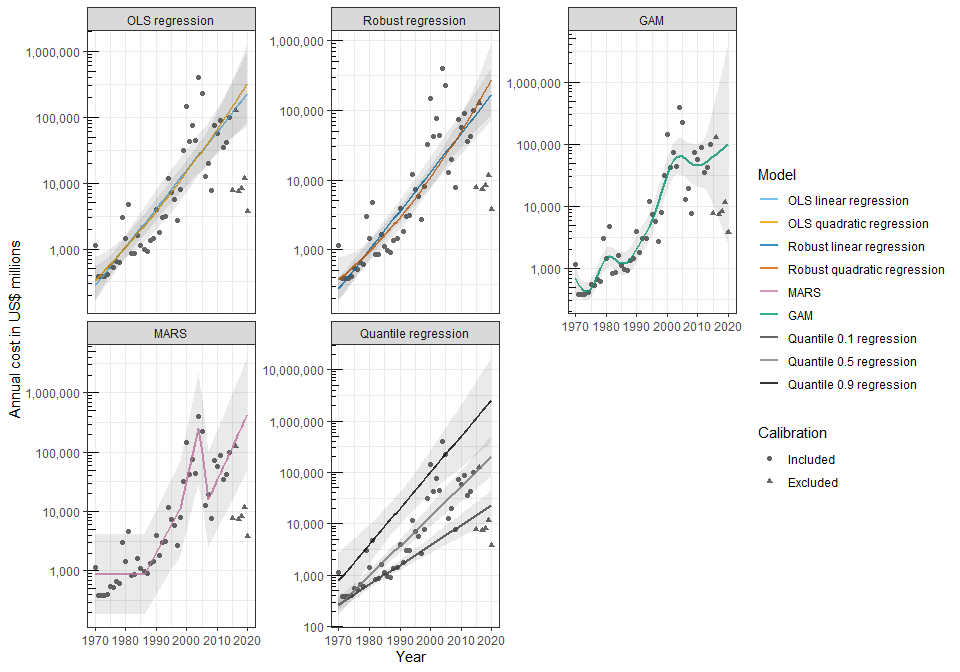 OLS regression
Robust regression
GAM
1,000,000
100,000
10,000
1,000
1,000,000
100,000
10,000
1,000
1,000,000
100,000
10,000
1,000
1970 1980 1990 2000 2010 2020
MARS
Quantile regression
1,000,000
100,000
10,000
1,000
10,000,000
1,000,000
100,000
10,000
1,000
100
1970 1980 1990 2000 2010 2020
1970 1980 1990 2000 2010 2020
Year
Annual cost in US$ millions
Model
OLS linear regression
OLS quadratic regression
Robust linear regression
Robust quadratic regression
MARS
GAM
Quantile 0.1 regression
Quantile 0.5 regression
Quantile 0.9 regression
Calibration
Included
Excluded